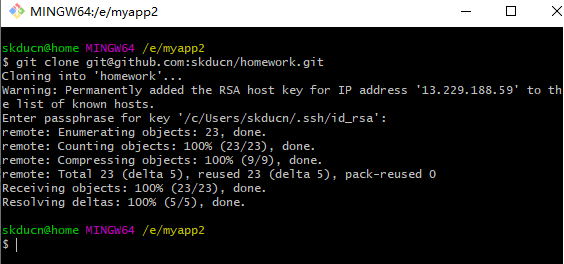 MINGW64:/e/myapp2
skducn@home MINGW64 /e/myapp2
$ git clone git@github.com:skducn/homework.git
Cloning into 'homework'...
Warning: Permanently added the RSA host key for IP address '13.229.188.59' to th
e list of known hosts.
Enter passphrase for key '/c/Users/skducn/.ssh/id_rsa':
remote: Enumerating objects: 23, done.
remote: Counting objects: 100% (23/23), done.
remote: Compressing objects: 100% (9/9), done.
remote: Total 23 (delta 5), reused 23 (delta 5), pack-reused 0
Receiving objects: 100% (23/23), done.
Resolving deltas: 100% (5/5), done.
skducn@home MINGW64 /e/myapp2
$